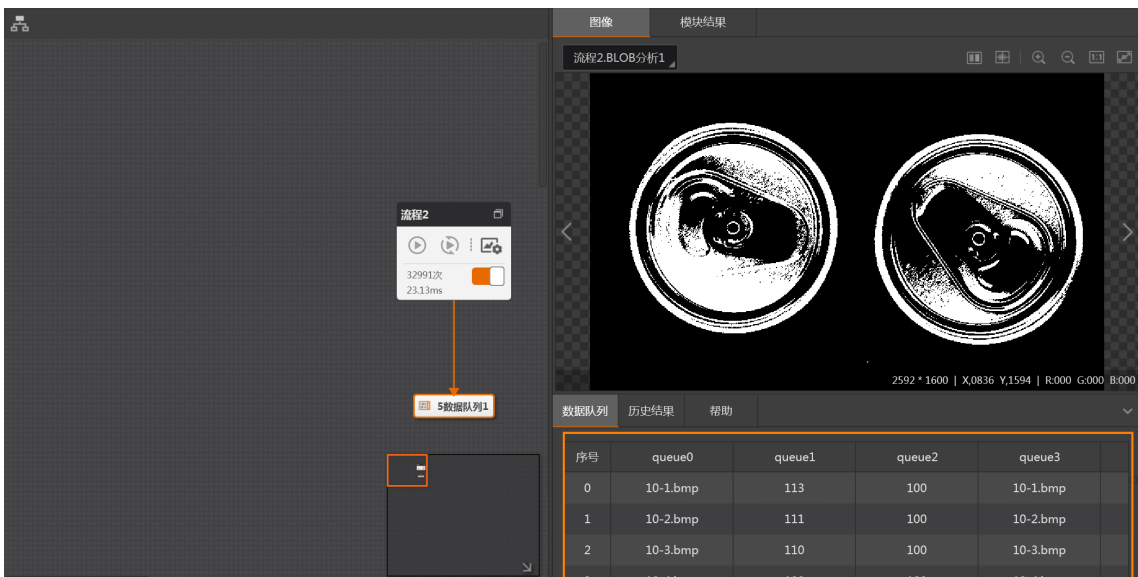 图像 模块结果
流程2.BLOB分析1
1:1
流程2
32991次
23.13ms
5数据队列1
2592 * 1600 | X,0836 Y,1594 | R:000 G:000 B:000
数据队列 历史结果 帮助
序号 queue0 queue1 queue2 queue3
0 10-1.bmp 113 100 10-1.bmp
1 10-2.bmp 111 100 10-2.bmp
2 10-3.bmp 110 100 10-3.bmp